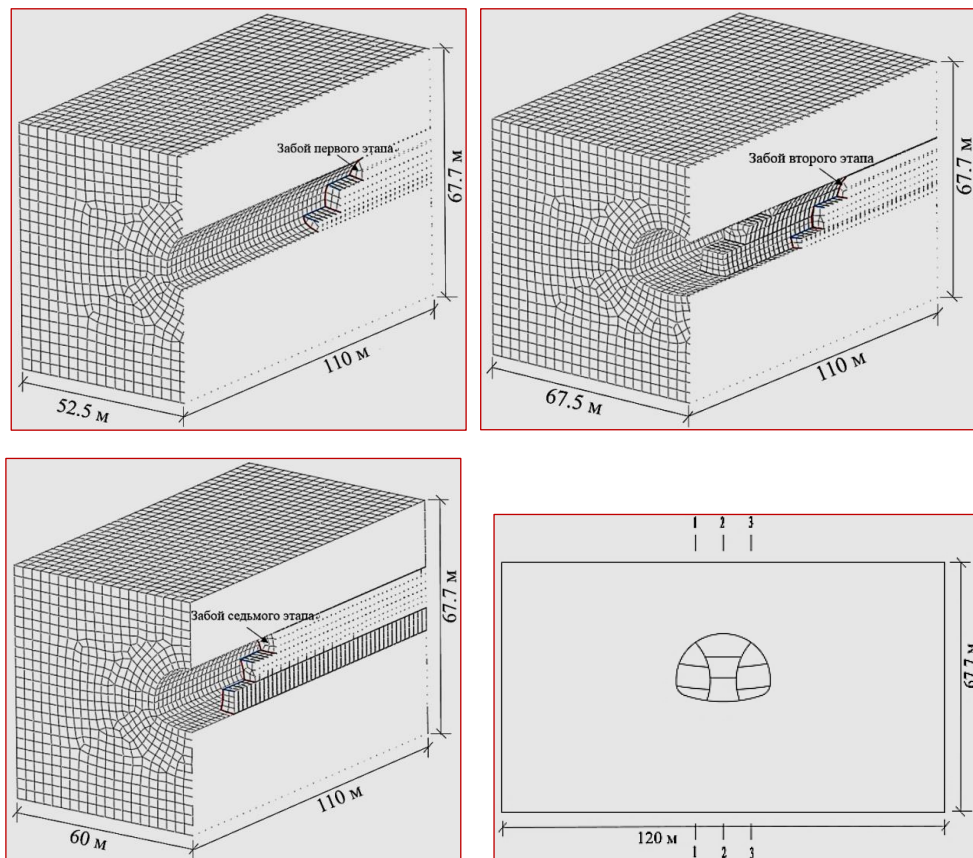 Забой первого этапа
67.7 м
110 м
52.5 м
Забой второго этапа
67.7 м
110 м
67.5 м
Забой седьмого этапа
67.7 м
110 м
60 м
1 2 3
67.7 м
120 м
1 2 3